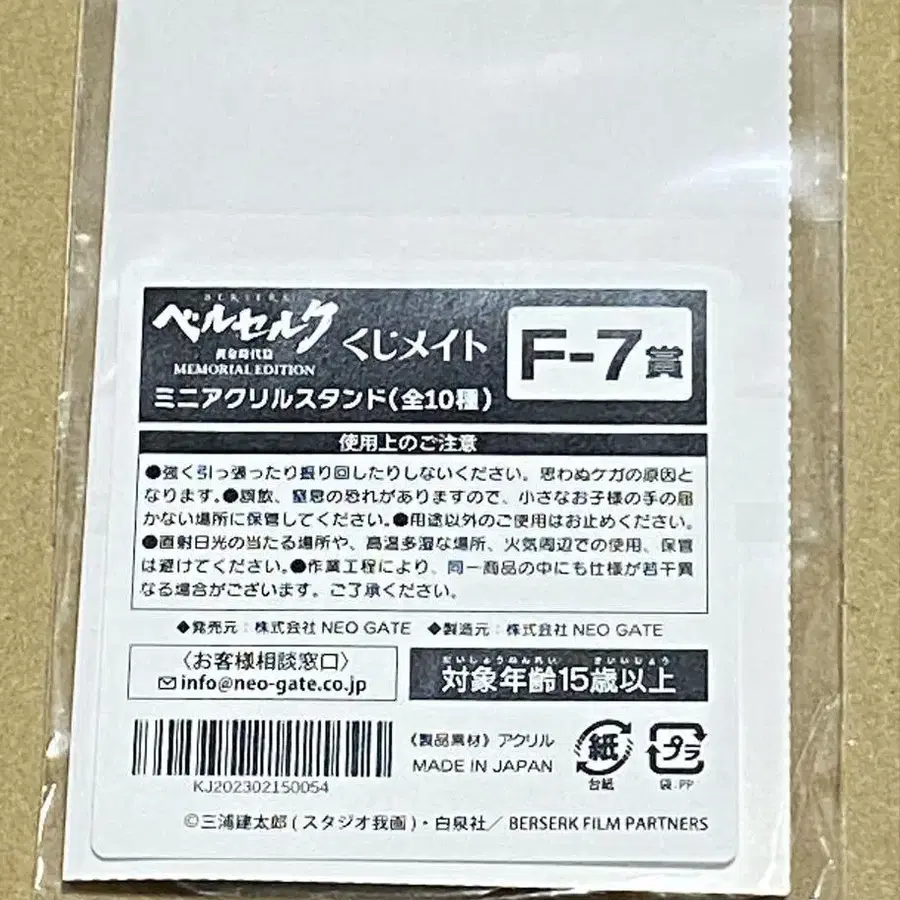 BERSERK
ベルセルク
黄金時代篇
MEMORIAL EDITION
くじメイト
F-7賞
ミニアクリルスタンド(全10種)
使用上のご注意
●強く引っ張ったり振り回したりしないください。思わぬケガの原因と
なります。●誤飲、窒息の恐れがありますので、小さなお子様の手の届
かない場所に保管してください。●用途以外のご使用はお止めください。
●直射日光の当たる場所や、高温多湿な場所、火気周辺での使用、保管
は避けてください。●作業工程により、同一商品の中にも仕様が若干異
なる場合がございます。ご了承ください。
◆発売元:株式会社 NEO GATE ◆製造元:株式会社 NEO GATE
〈お客様相談窓口〉
info@neo-gate.co.jp
たいしょうねんれい さいいじょう
対象年齢15歳以上
KJ202302150054
《製品素材》アクリル
MADE IN JAPAN
紙
台紙
プラ
袋:PP
©三浦建太郎(スタジオ我画)・白泉社/ BERSERK FILM PARTNERS